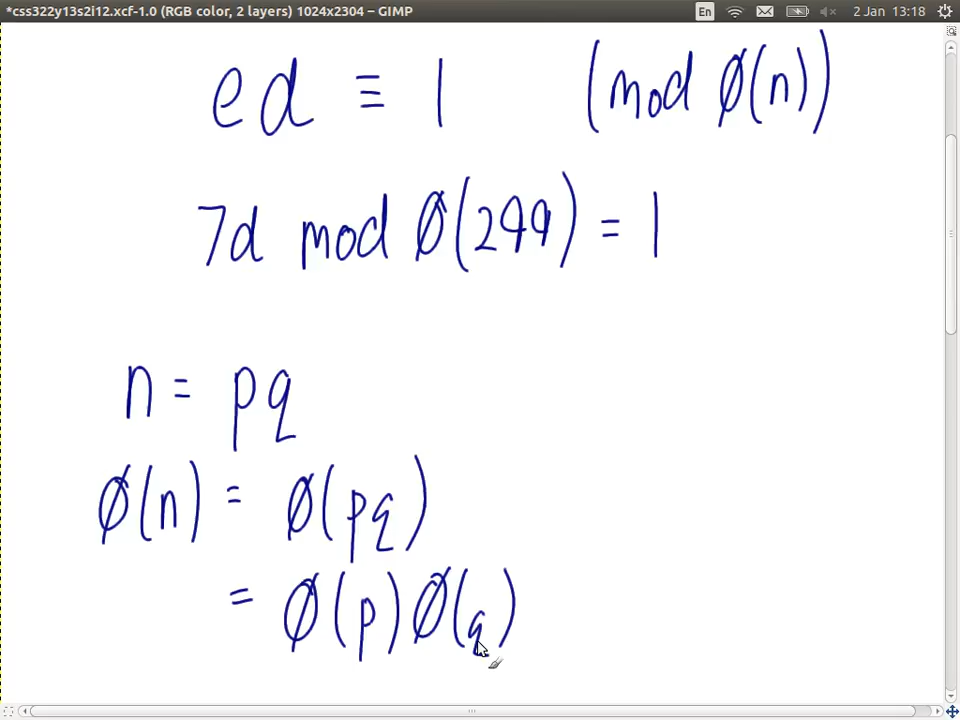 *css322y13s2i12.xcf-1.0 (RGB color, 2 layers) 1024x2304 – GIMP En 2 Jan 13:18
ed ≡ 1 (mod Ø(n))
7d mod Ø(299) = 1
n = pq
Ø(n) = Ø(pq)
= Ø(p)Ø(q)